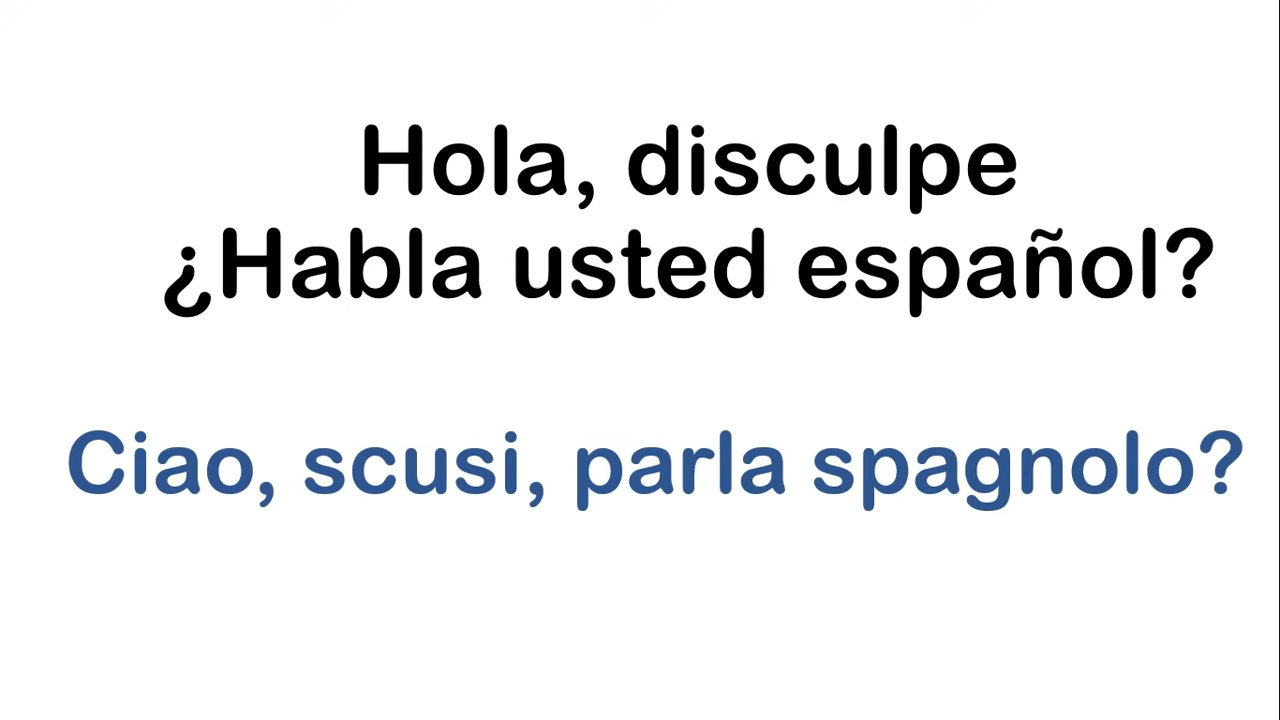 Hola, disculpe
¿Habla usted español?
Ciao, scusi, parla spagnolo?